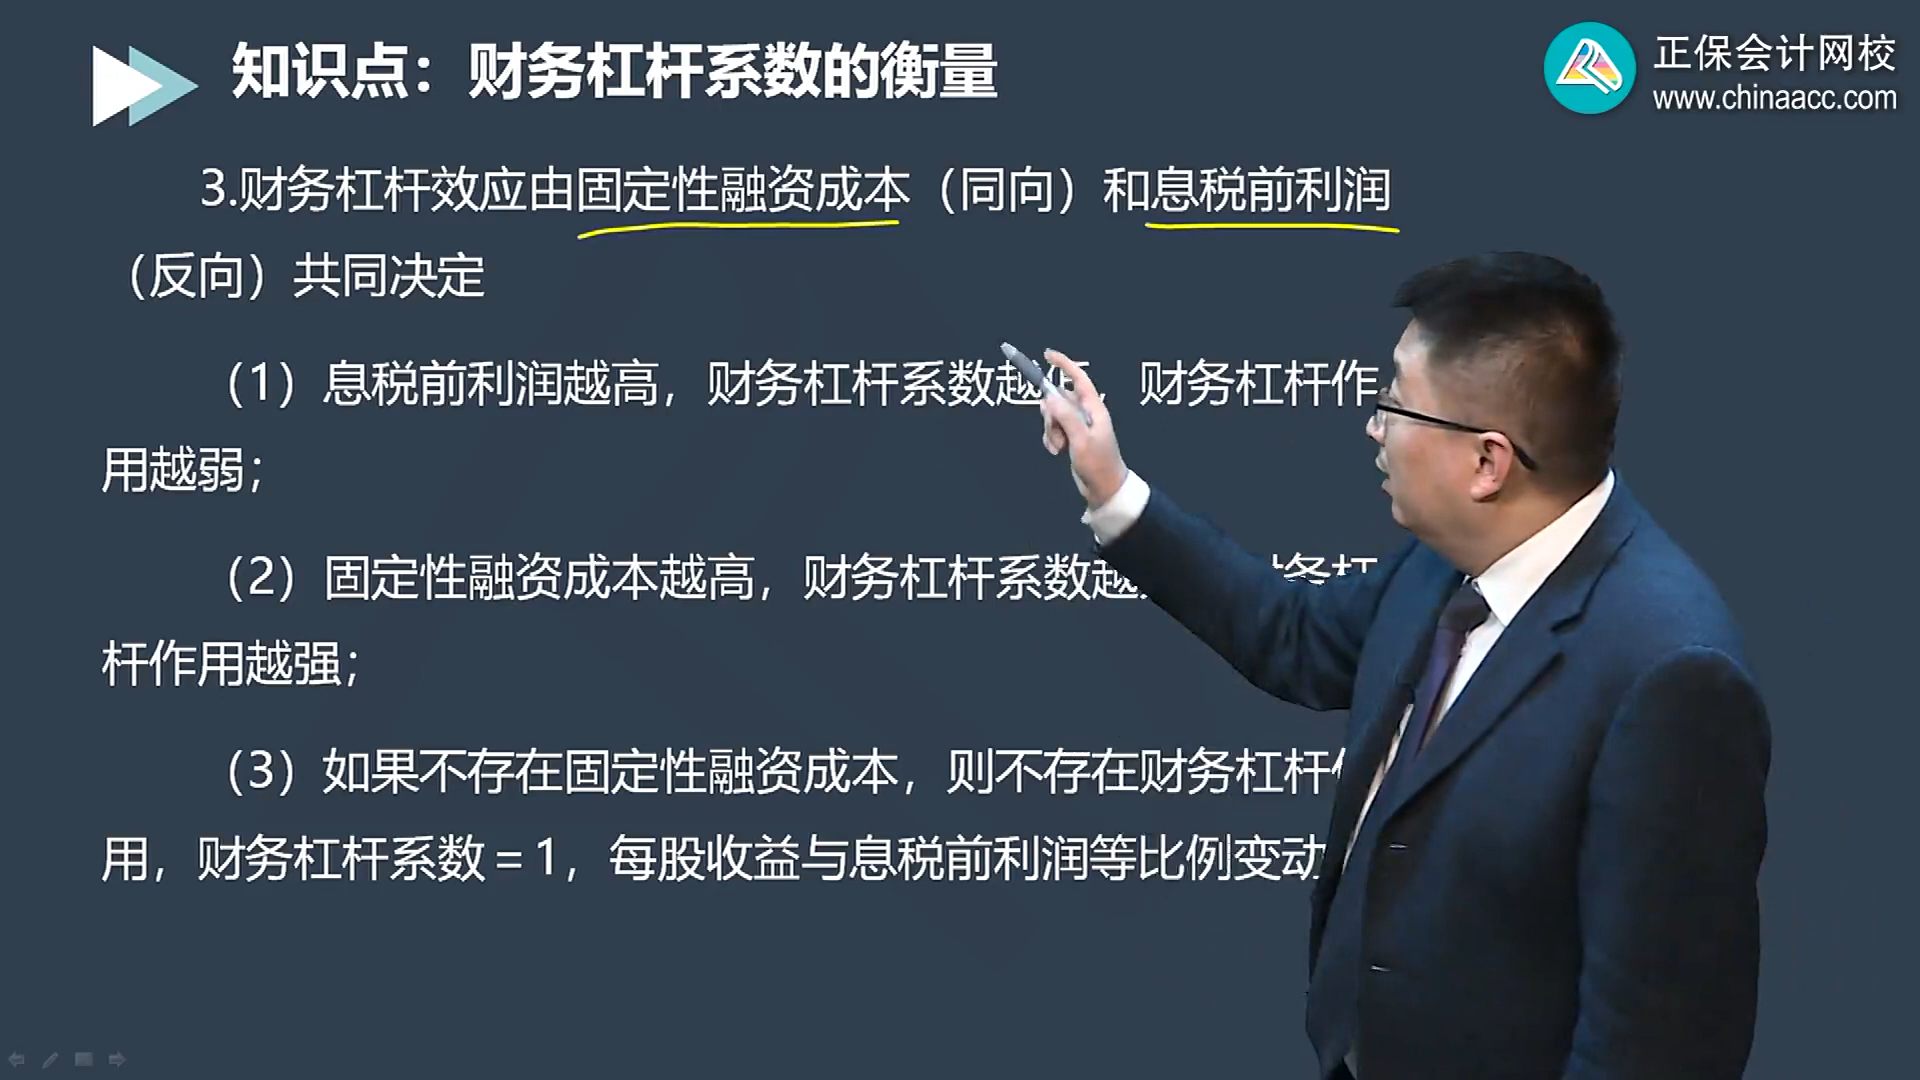 知识点：财务杠杆系数的衡量
正保会计网校
www.chinaacc.com
3.财务杠杆效应由固定性融资成本（同向）和息税前利润
（反向）共同决定
（1）息税前利润越高，财务杠杆系数越低，财务杠杆作
用越弱；
（2）固定性融资成本越高，财务杠杆系数越 财务杠
杆作用越强；
（3）如果不存在固定性融资成本，则不存在财务杠杆作
用，财务杠杆系数＝1，每股收益与息税前利润等比例变动